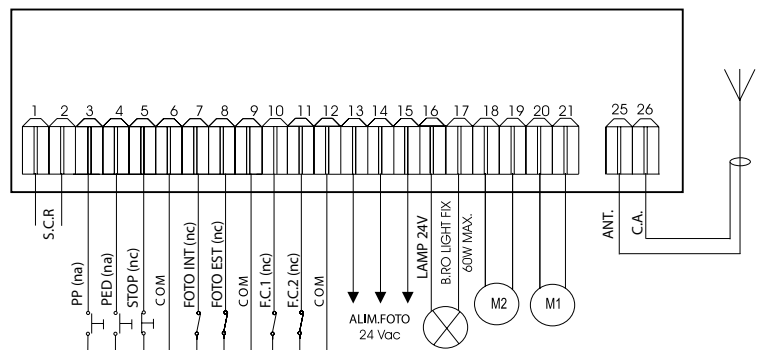 1 2 3 4 5 6 7 8 9 10 11 12 13 14 15 16 17 18 19 20 21 25 26
S.C.R
PP (na)
PED (na)
STOP (nc)
COM
FOTO INT (nc)
FOTO EST (nc)
COM
F.C.1 (nc)
F.C.2 (nc)
COM
ALIM.FOTO
24 Vac
LAMP 24V
B.RO LIGHT FIX
60W MAX.
M2
M1
ANT.
C.A.